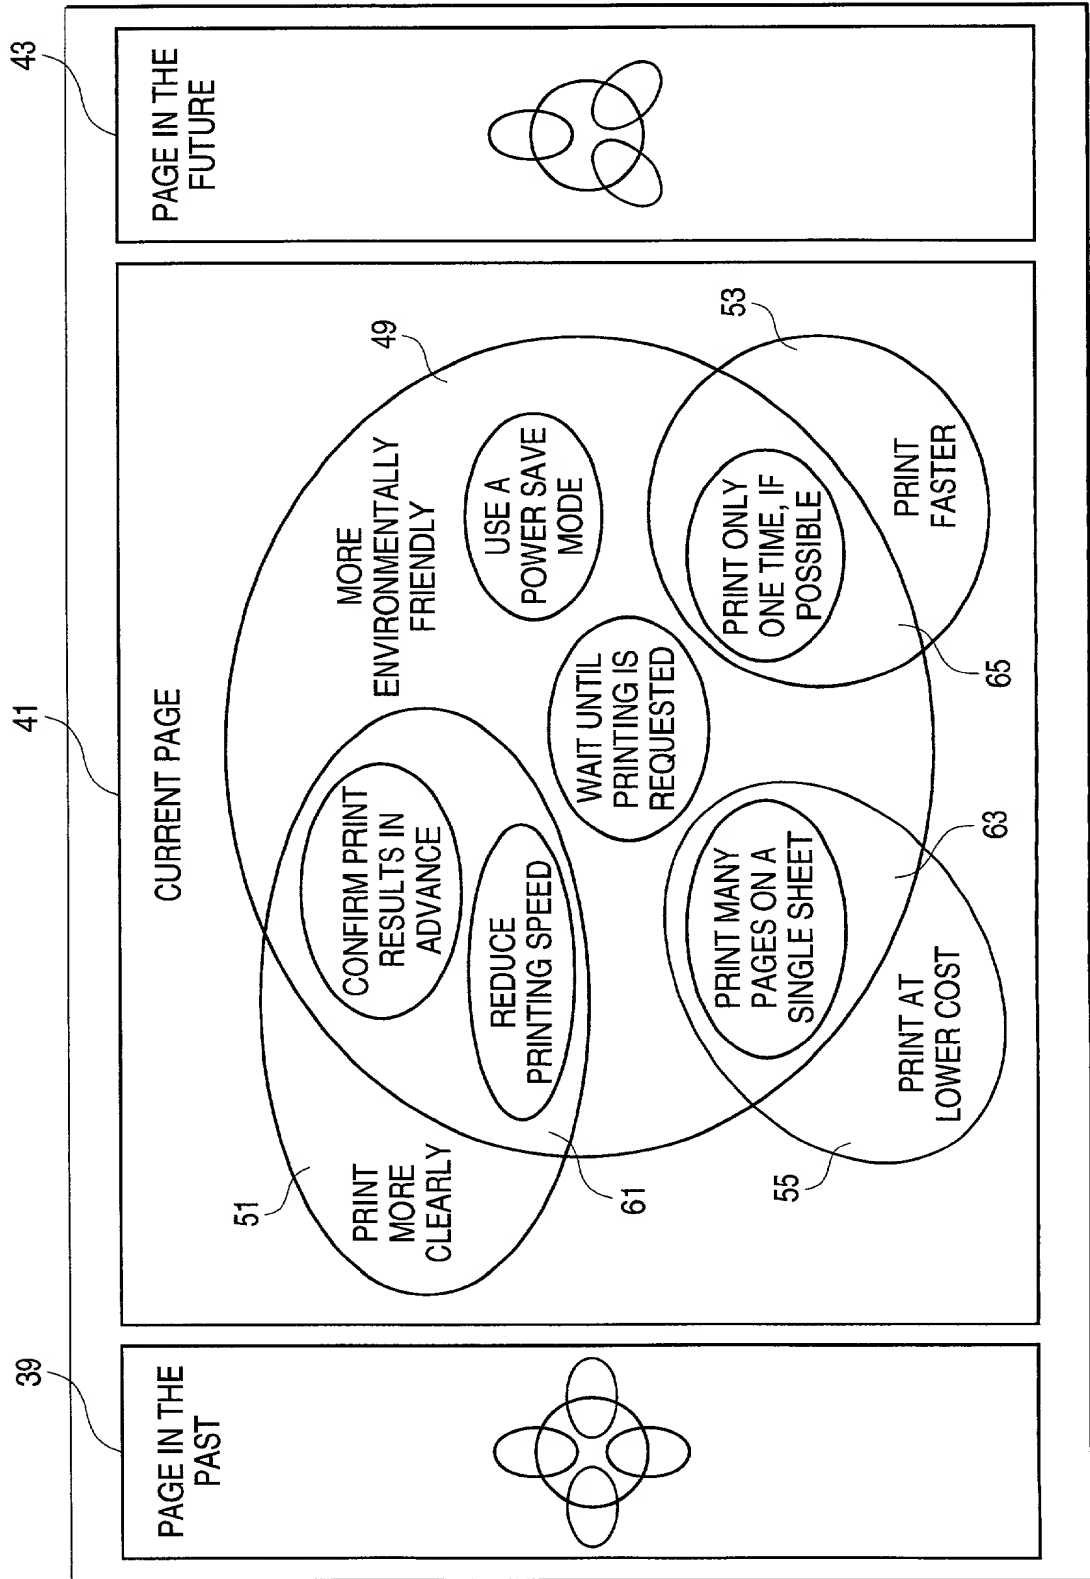 39
41
43
PAGE IN THE
PAST
CURRENT PAGE
PAGE IN THE
FUTURE
51
PRINT
MORE
CLEARLY
61
CONFIRM PRINT
RESULTS IN
ADVANCE
REDUCE
PRINTING SPEED
MORE
ENVIRONMENTALLY
FRIENDLY
49
USE A
POWER SAVE
MODE
WAIT UNTIL
PRINTING IS
REQUESTED
PRINT MANY
PAGES ON A
SINGLE SHEET
63
55
PRINT AT
LOWER COST
PRINT ONLY
ONE TIME, IF
POSSIBLE
65
53
PRINT
FASTER